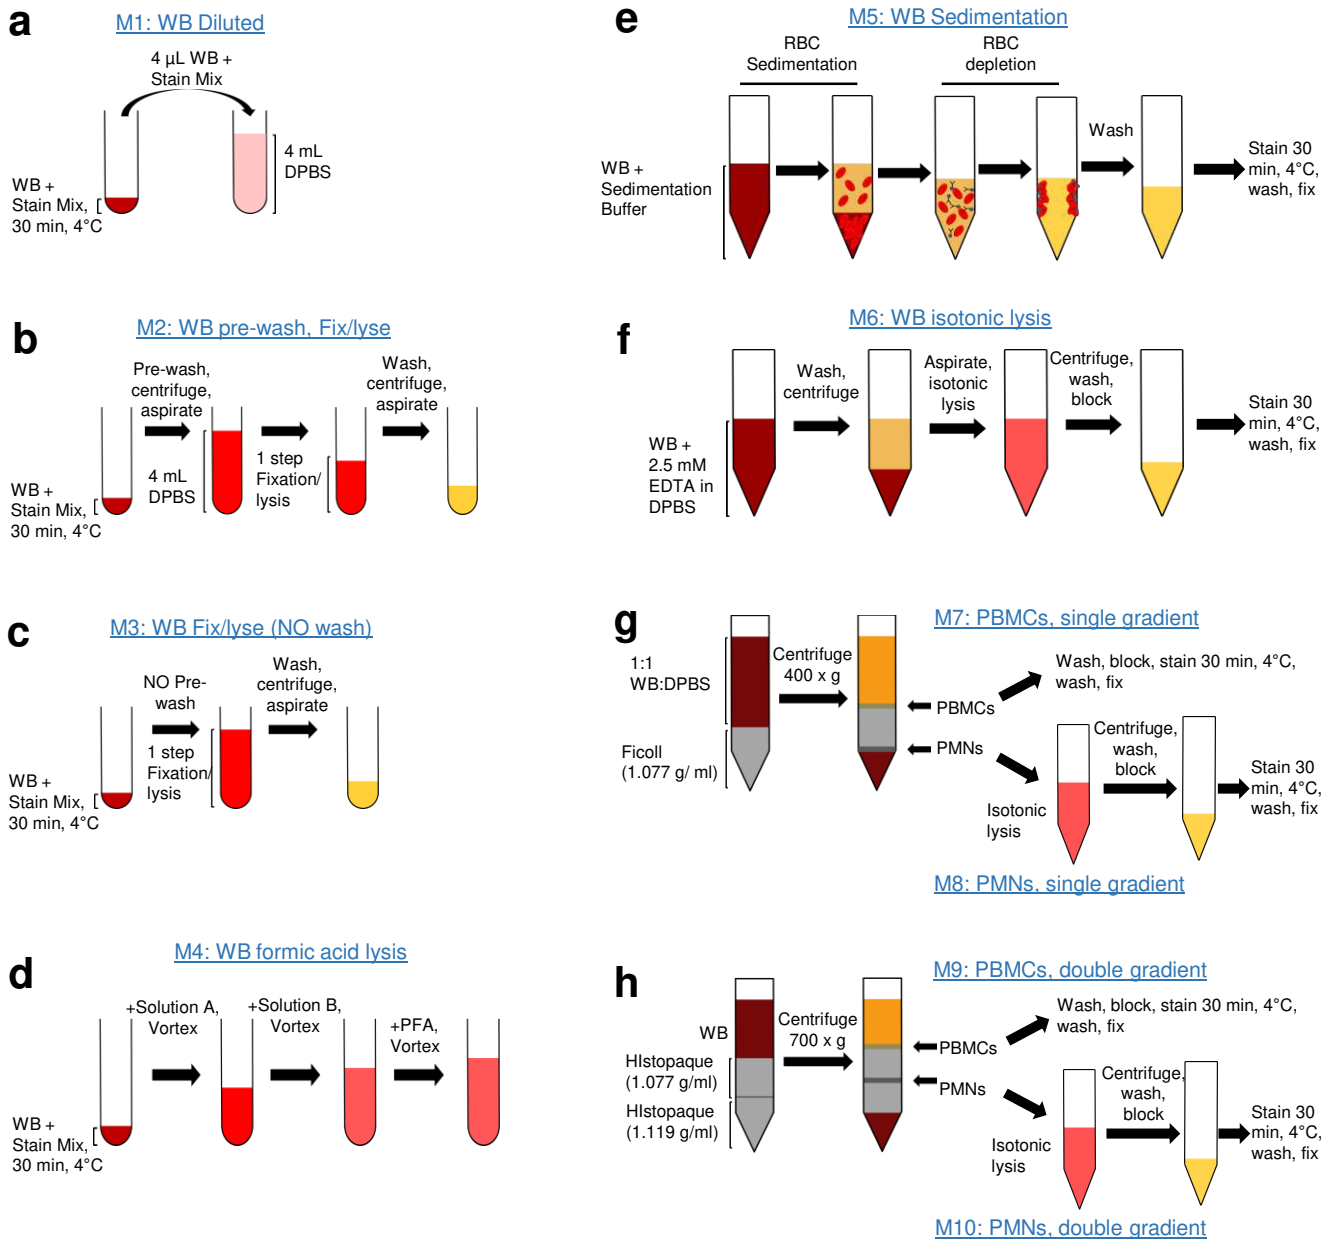 a
M1: WB Diluted
4 µL WB +
Stain Mix
4 mL
DPBS
WB +
Stain Mix,
30 min, 4°C
b
M2: WB pre-wash, Fix/lyse
Pre-wash,
centrifuge,
aspirate
Wash,
centrifuge,
aspirate
4 mL
DPBS
1 step
Fixation/
lysis
WB +
Stain Mix,
30 min, 4°C
c
M3: WB Fix/lyse (NO wash)
NO Pre-
wash
1 step
Fixation/
lysis
Wash,
centrifuge,
aspirate
WB +
Stain Mix,
30 min, 4°C
d
M4: WB formic acid lysis
+Solution A,
Vortex
+Solution B,
Vortex
+PFA,
Vortex
WB +
Stain Mix,
30 min, 4°C
e
M5: WB Sedimentation
RBC
Sedimentation
RBC
depletion
Wash
WB +
Sedimentation
Buffer
Stain 30
min, 4°C,
wash, fix
f
M6: WB isotonic lysis
Wash,
centrifuge
Aspirate,
isotonic
lysis
Centrifuge,
wash,
block
WB +
2.5 mM
EDTA in
DPBS
Stain 30
min, 4°C,
wash, fix
g
M7: PBMCs, single gradient
1:1
WB:DPBS
Centrifuge
400 x g
Ficoll
(1.077 g/ ml)
PBMCs
PMNs
Wash, block, stain 30 min, 4°C,
wash, fix
Isotonic
lysis
Centrifuge,
wash,
block
Stain 30
min, 4°C,
wash, fix
M8: PMNs, single gradient
h
M9: PBMCs, double gradient
WB
HIstopaque
(1.077 g/ml)
HIstopaque
(1.119 g/ml)
Centrifuge
700 x g
PBMCs
PMNs
Wash, block, stain 30 min, 4°C,
wash, fix
Isotonic
lysis
Centrifuge,
wash,
block
Stain 30
min, 4°C,
wash, fix
M10: PMNs, double gradient